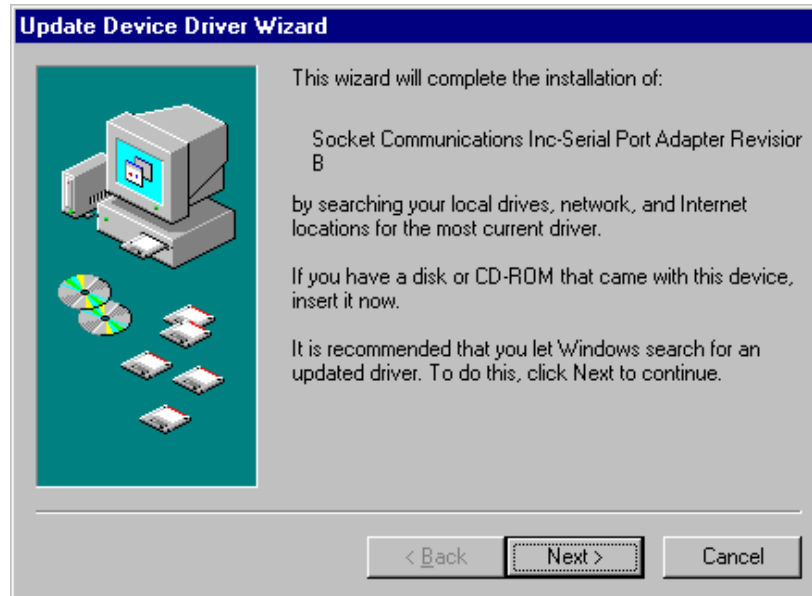 Update Device Driver Wizard
This wizard will complete the installation of:
Socket Communications Inc-Serial Port Adapter Revision
B
by searching your local drives, network, and Internet
locations for the most current driver.
If you have a disk or CD-ROM that came with this device,
insert it now.
It is recommended that you let Windows search for an
updated driver. To do this, click Next to continue.
< Back
Next >
Cancel